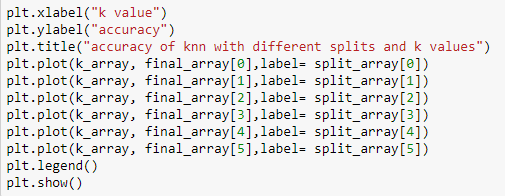 plt.xlabel("k value")
plt.ylabel("accuracy")
plt.title("accuracy of knn with different splits and k values")
plt.plot(k_array, final_array[0],label= split_array[0])
plt.plot(k_array, final_array[1],label= split_array[1])
plt.plot(k_array, final_array[2],label= split_array[2])
plt.plot(k_array, final_array[3],label= split_array[3])
plt.plot(k_array, final_array[4],label= split_array[4])
plt.plot(k_array, final_array[5],label= split_array[5])
plt.legend()
plt.show()